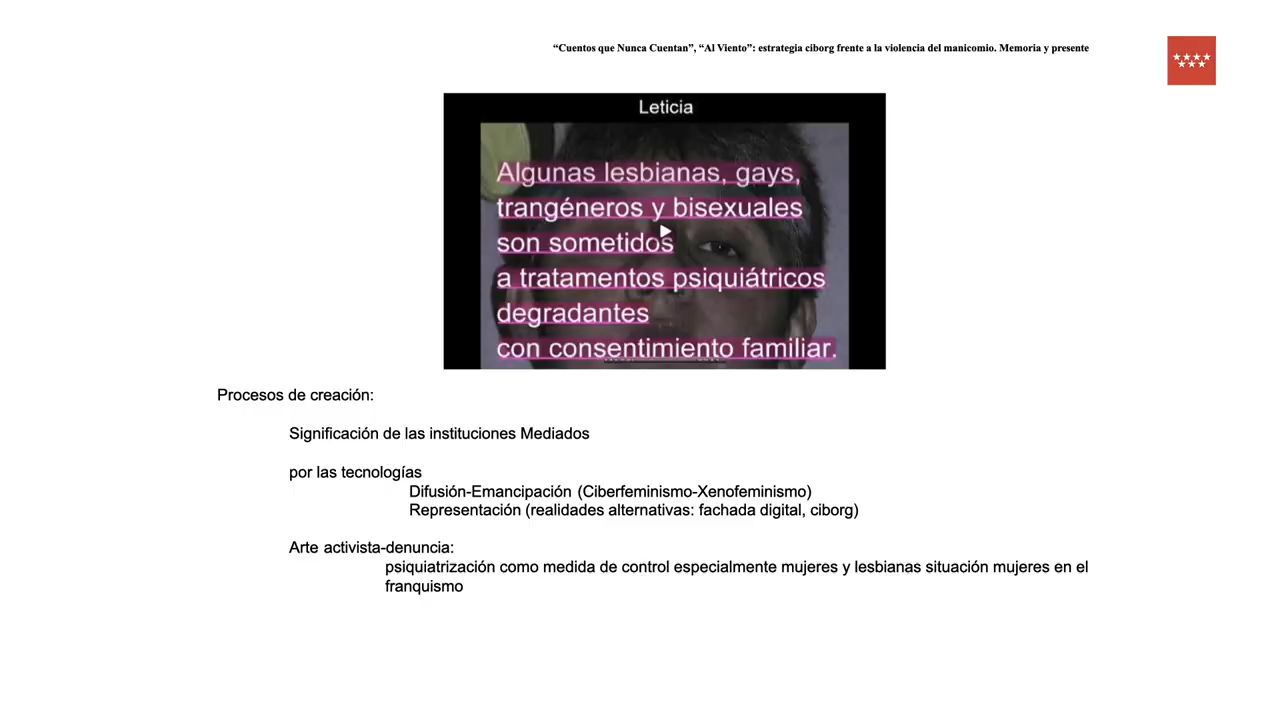 “Cuentos que Nunca Cuentan”, “Al Viento”: estrategia ciborg frente a la violencia del manicomio. Memoria y presente
Leticia
Algunas lesbianas, gays,
trangéneros y bisexuales
son sometidos
a tratamentos psiquiátricos
degradantes
con consentimiento familiar.
Procesos de creación:
Significación de las instituciones Mediados
por las tecnologías
Difusión-Emancipación (Ciberfeminismo-Xenofeminismo)
Representación (realidades alternativas: fachada digital, ciborg)
Arte activista-denuncia:
psiquiatrización como medida de control especialmente mujeres y lesbianas situación mujeres en el
franquismo